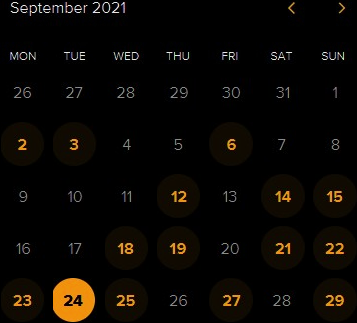 September 2021
MON TUE WED THU FRI SAT SUN
26 27 28 29 30 31 1
2 3 4 5 6 7 8
9 10 11 12 13 14 15
16 17 18 19 20 21 22
23 24 25 26 27 28 29